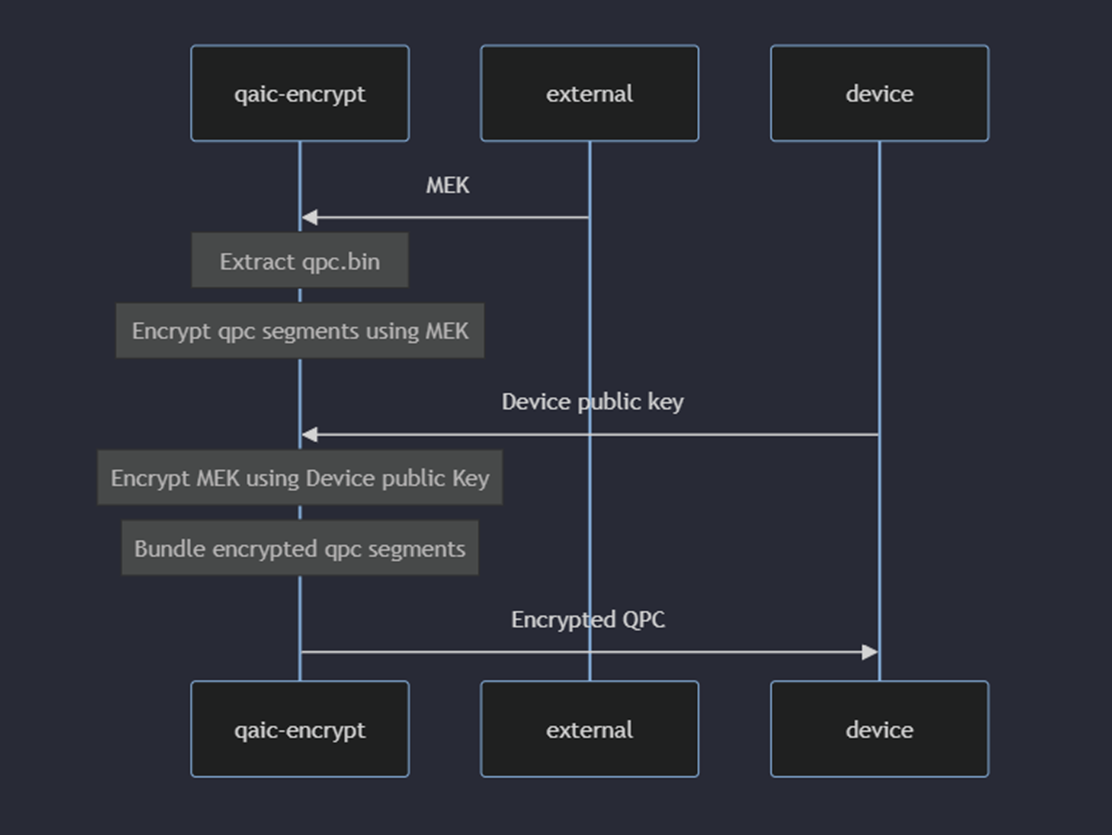 qaic-encrypt
external
device
MEK
Extract qpc.bin
Encrypt qpc segments using MEK
Device public key
Encrypt MEK using Device public Key
Bundle encrypted qpc segments
Encrypted QPC
qaic-encrypt
external
device